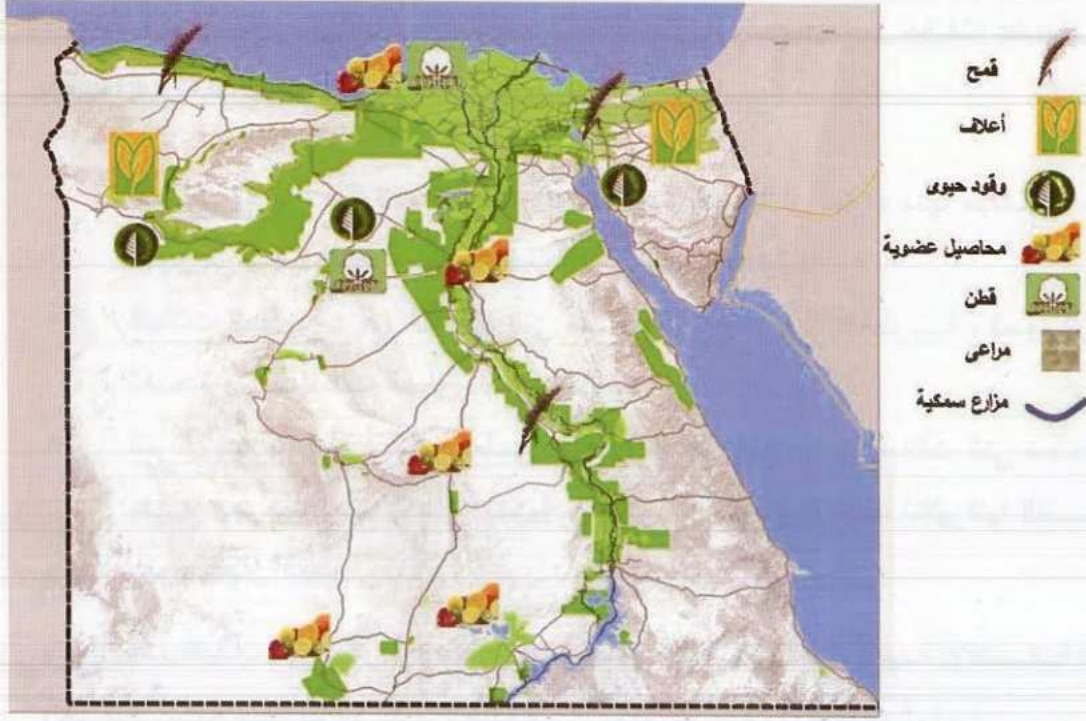 قمح
أعلاف
وقود حيوى
محاصيل عضوية
قطن
مراعى
مزارع سمكية